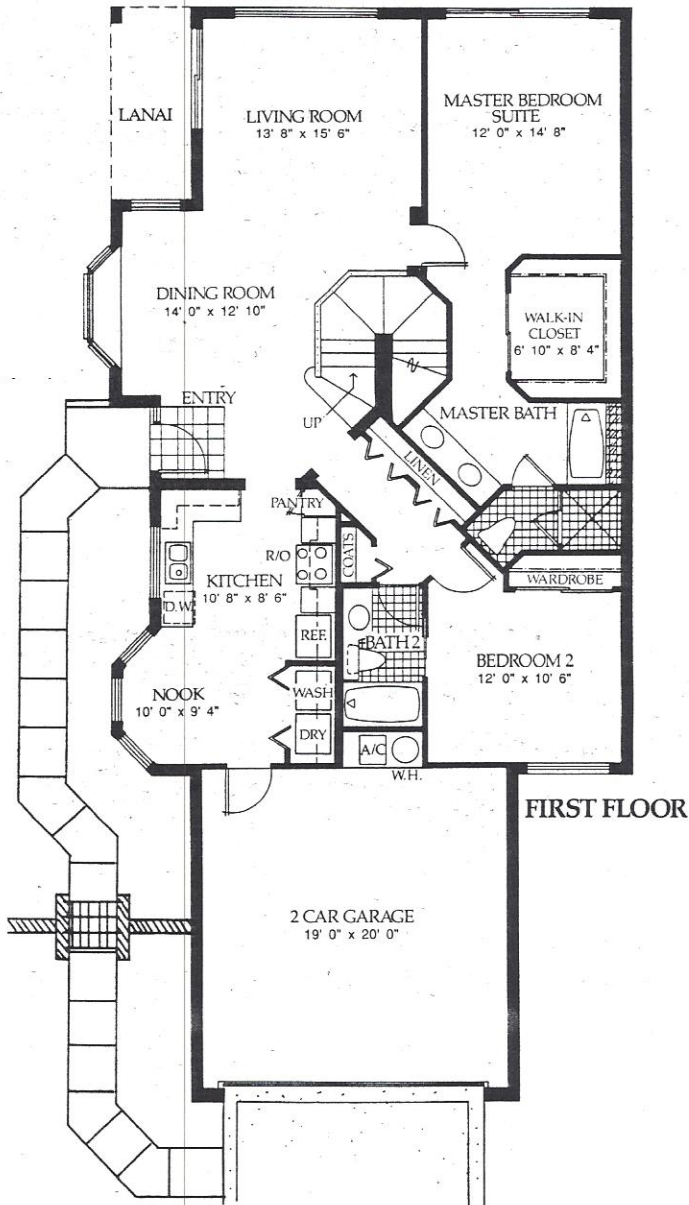 LANAI
LIVING ROOM
13' 8" x 15' 6"
MASTER BEDROOM
SUITE
12' 0" x 14' 8"
DINING ROOM
14' 0" x 12' 10"
WALK-IN
CLOSET
6' 10" x 8' 4"
ENTRY
UP
MASTER BATH
LINEN
PANTRY
R/O
COATS
KITCHEN
10' 8" x 8' 6"
D.W.
REF.
WARDROBE
BATH 2
BEDROOM 2
12' 0" x 10' 6"
NOOK
10' 0" x 9' 4"
WASH
DRY
A/C
W.H.
FIRST FLOOR
2 CAR GARAGE
19' 0" x 20' 0"